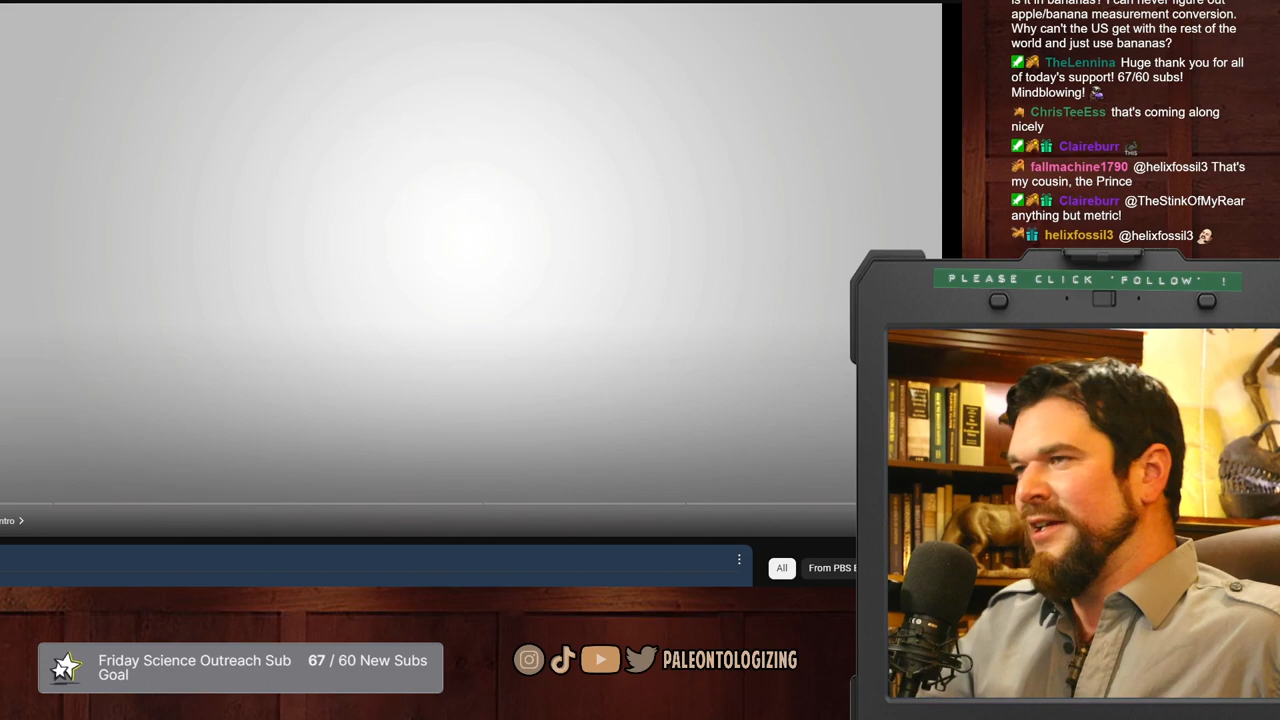 is it in bananas? I can never figure out
apple/banana measurement conversion.
Why can't the US get with the rest of the
world and just use bananas?
TheLennina Huge thank you for all
of today's support! 67/60 subs!
Mindblowing!
ChrisTeeEss that's coming along
nicely
Claireburr THIS
fallmachine1790 @helixfossil3 That's
my cousin, the Prince
Claireburr @TheStinkOfMyRear
anything but metric!
helixfossil3 @helixfossil3
PLEASE CLICK 'FOLLOW' !
ntro
All
From PBS E
Friday Science Outreach Sub
Goal
67 / 60 New Subs
PALEONTOLOGIZING